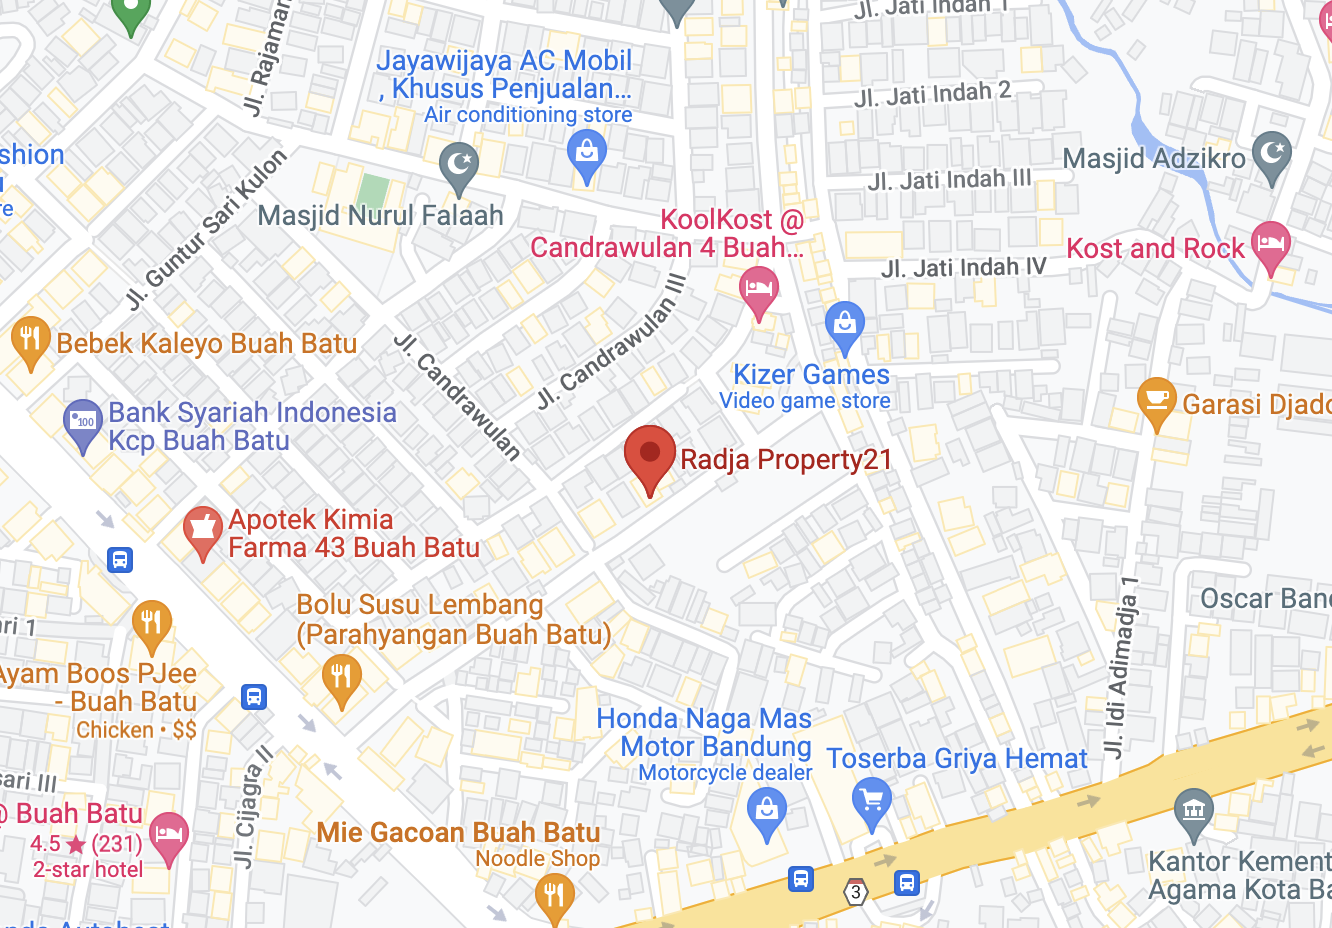 Jl. Jati Indah 1
Jl. Rajaman
Jayawijaya AC Mobil
, Khusus Penjualan...
Air conditioning store
Jl. Jati Indah 2
shion
re
Masjid Adzikro
Jl. Jati Indah III
Masjid Nurul Falaah
Jl. Guntur Sari Kulon
KoolKost @
Candrawulan 4 Buah...
Kost and Rock
Jl. Jati Indah IV
Jl. Candrawulan III
Bebek Kaleyo Buah Batu
Jl. Candrawulan
Kizer Games
Video game store
Bank Syariah Indonesia
Kcp Buah Batu
100
Garasi Djado
Radja Property21
Apotek Kimia
Farma 43 Buah Batu
Oscar Band
Bolu Susu Lembang
(Parahyangan Buah Batu)
ari 1
Jl. Idi Adimadja 1
Ayam Boos PJee
- Buah Batu
Chicken • $$
Honda Naga Mas
Motor Bandung
Motorcycle dealer
Toserba Griya Hemat
sari III
Jl. Cijagra II
@ Buah Batu
4.5 ★ (231)
2-star hotel
Mie Gacoan Buah Batu
Noodle Shop
3
Kantor Kement
Agama Kota Ba